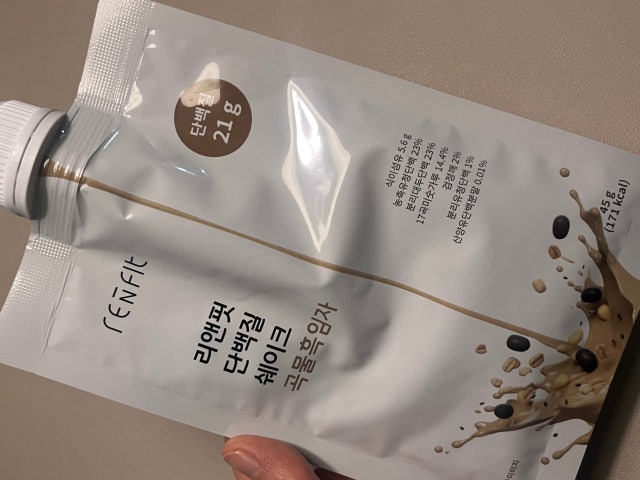 단백질
21 g
식이섬유 5.6 g
농축유청단백 23%
분리대두단백 23%
17곡미숫가루 14.4%
검정깨 2%
분리유청단백 1%
산양유단백분말 0.01%
45 g
(171 kcal)
rēnFit
리앤핏
단백질
쉐이크
곡물흑임자